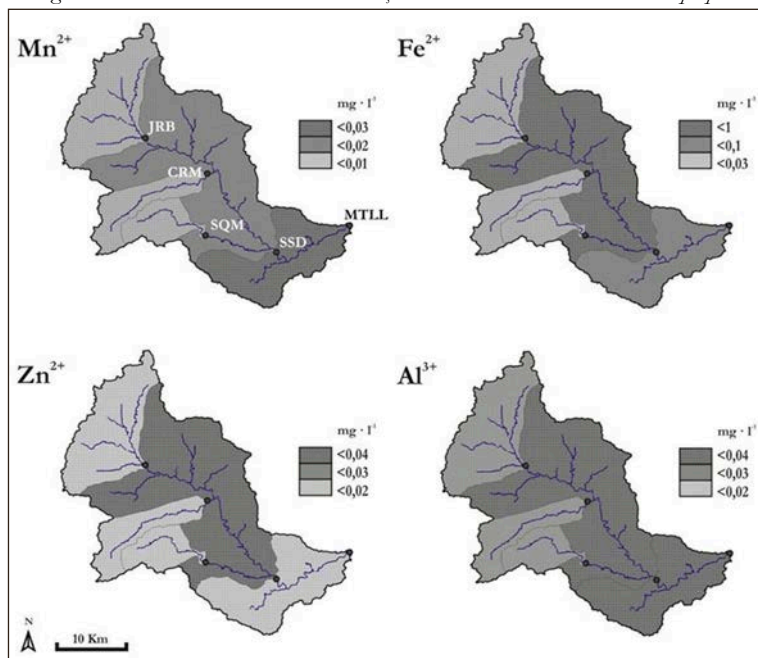 Mn²⁺
mg · l⁻¹
<0,03
<0,02
<0,01
JRB
CRM
SQM
SSD
MTLL
Fe²⁺
mg · l⁻¹
<1
<0,1
<0,03
Zn²⁺
mg · l⁻¹
<0,04
<0,03
<0,02
Al³⁺
mg · l⁻¹
<0,04
<0,03
<0,02
N
10 Km